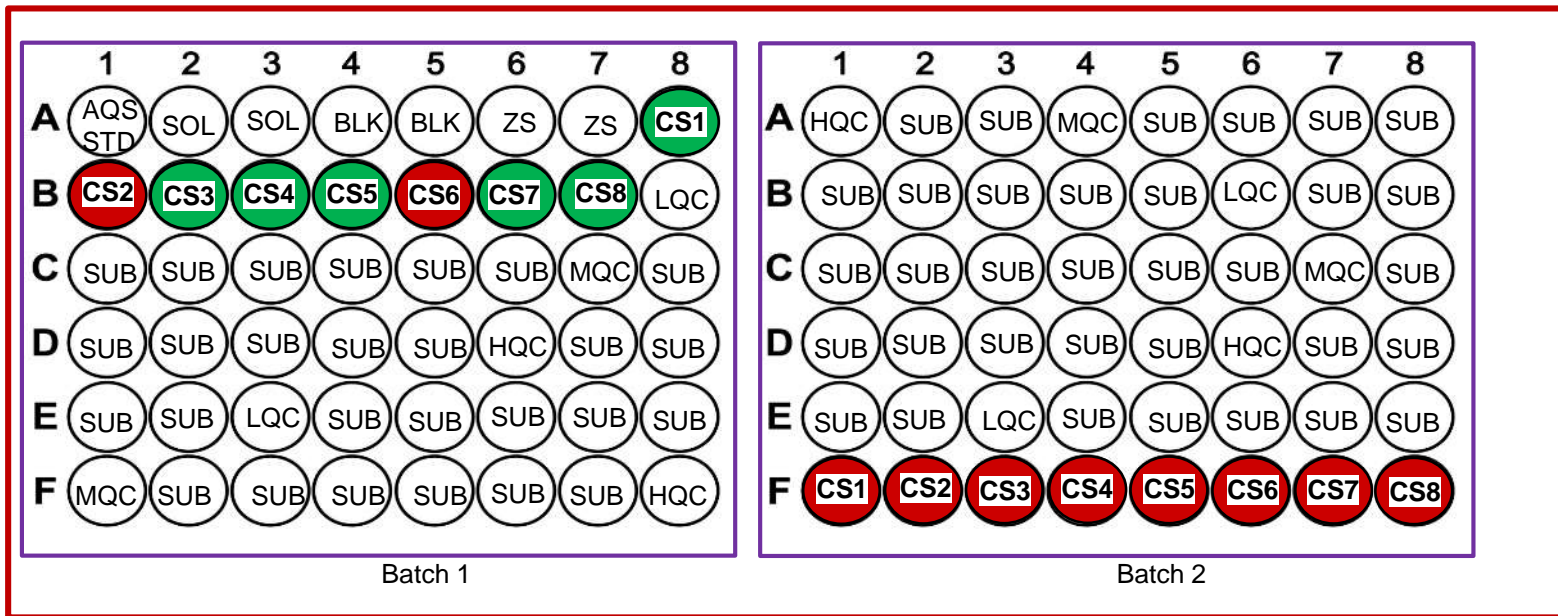 1 2 3 4 5 6 7 8
A AQS STD SOL SOL BLK BLK ZS ZS CS1
B CS2 CS3 CS4 CS5 CS6 CS7 CS8 LQC
C SUB SUB SUB SUB SUB SUB MQC SUB
D SUB SUB SUB SUB SUB HQC SUB SUB
E SUB SUB LQC SUB SUB SUB SUB SUB
F MQC SUB SUB SUB SUB SUB SUB HQC
Batch 1
1 2 3 4 5 6 7 8
A HQC SUB SUB MQC SUB SUB SUB SUB
B SUB SUB SUB SUB SUB LQC SUB SUB
C SUB SUB SUB SUB SUB SUB MQC SUB
D SUB SUB SUB SUB SUB HQC SUB SUB
E SUB SUB LQC SUB SUB SUB SUB SUB
F CS1 CS2 CS3 CS4 CS5 CS6 CS7 CS8
Batch 2